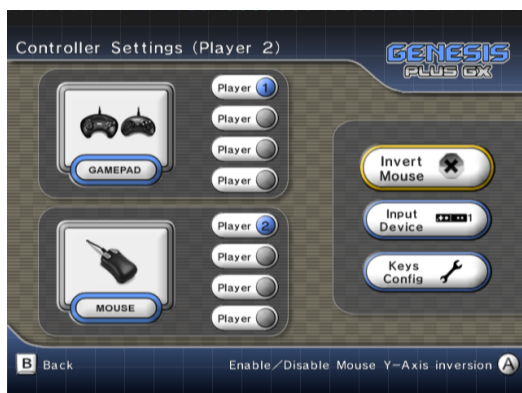 Controller Settings (Player 2)
GENESIS
PLUS GX
Player 1
Player
Player
Player
GAMEPAD
Player 2
Player
Player
Player
MOUSE
Invert
Mouse
Input
Device
1
Keys
Config
B Back
Enable/Disable Mouse Y-Axis inversion A